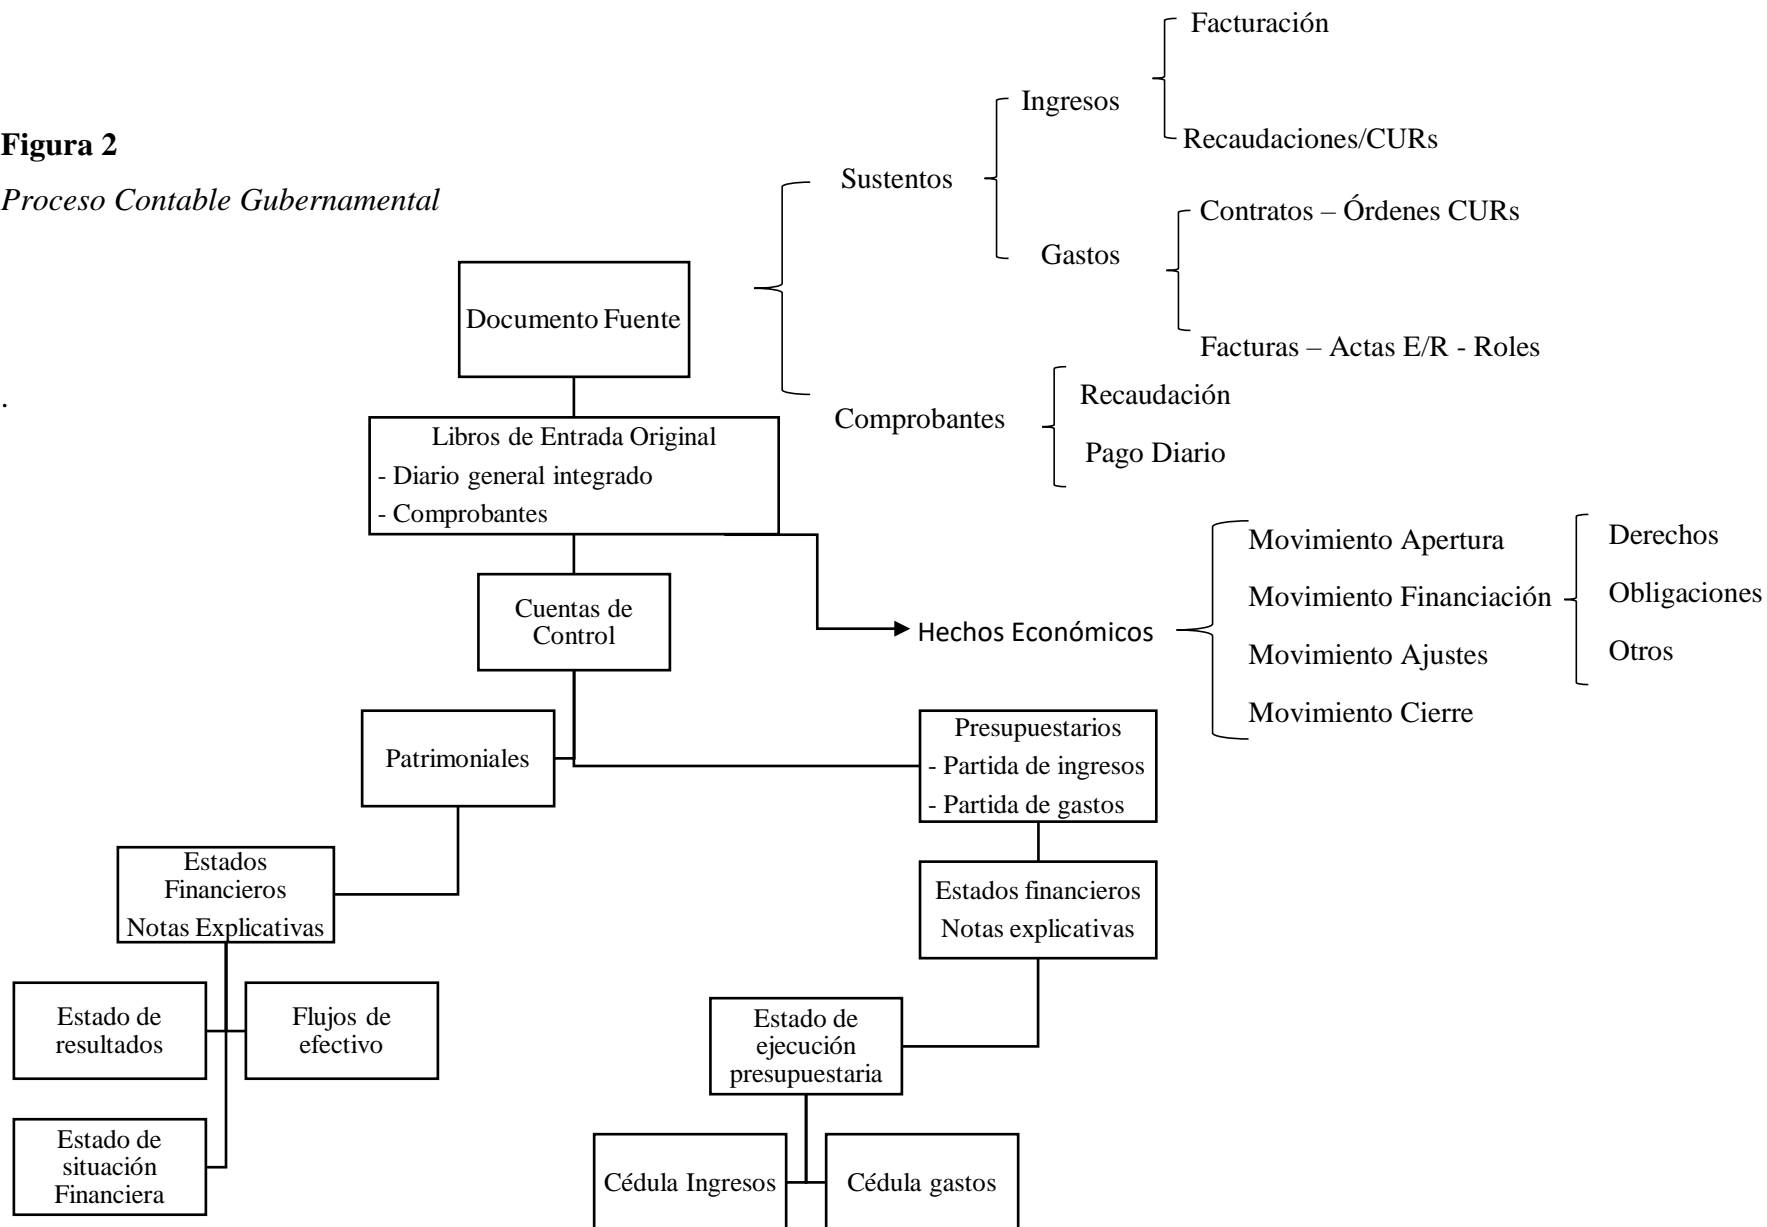 Figura 2
Proceso Contable Gubernamental
.
Documento Fuente
Sustentos
Ingresos
Facturación
Recaudaciones/CURs
Gastos
Contratos – Órdenes CURs
Facturas – Actas E/R - Roles
Comprobantes
Recaudación
Pago Diario
Libros de Entrada Original
- Diario general integrado
- Comprobantes
Hechos Económicos
Movimiento Apertura
Movimiento Financiación
Movimiento Ajustes
Movimiento Cierre
Derechos
Obligaciones
Otros
Cuentas de
Control
Patrimoniales
Presupuestarios
- Partida de ingresos
- Partida de gastos
Estados
Financieros
Notas Explicativas
Estados financieros
Notas explicativas
Estado de
resultados
Flujos de
efectivo
Estado de
situación
Financiera
Estado de
ejecución
presupuestaria
Cédula Ingresos
Cédula gastos